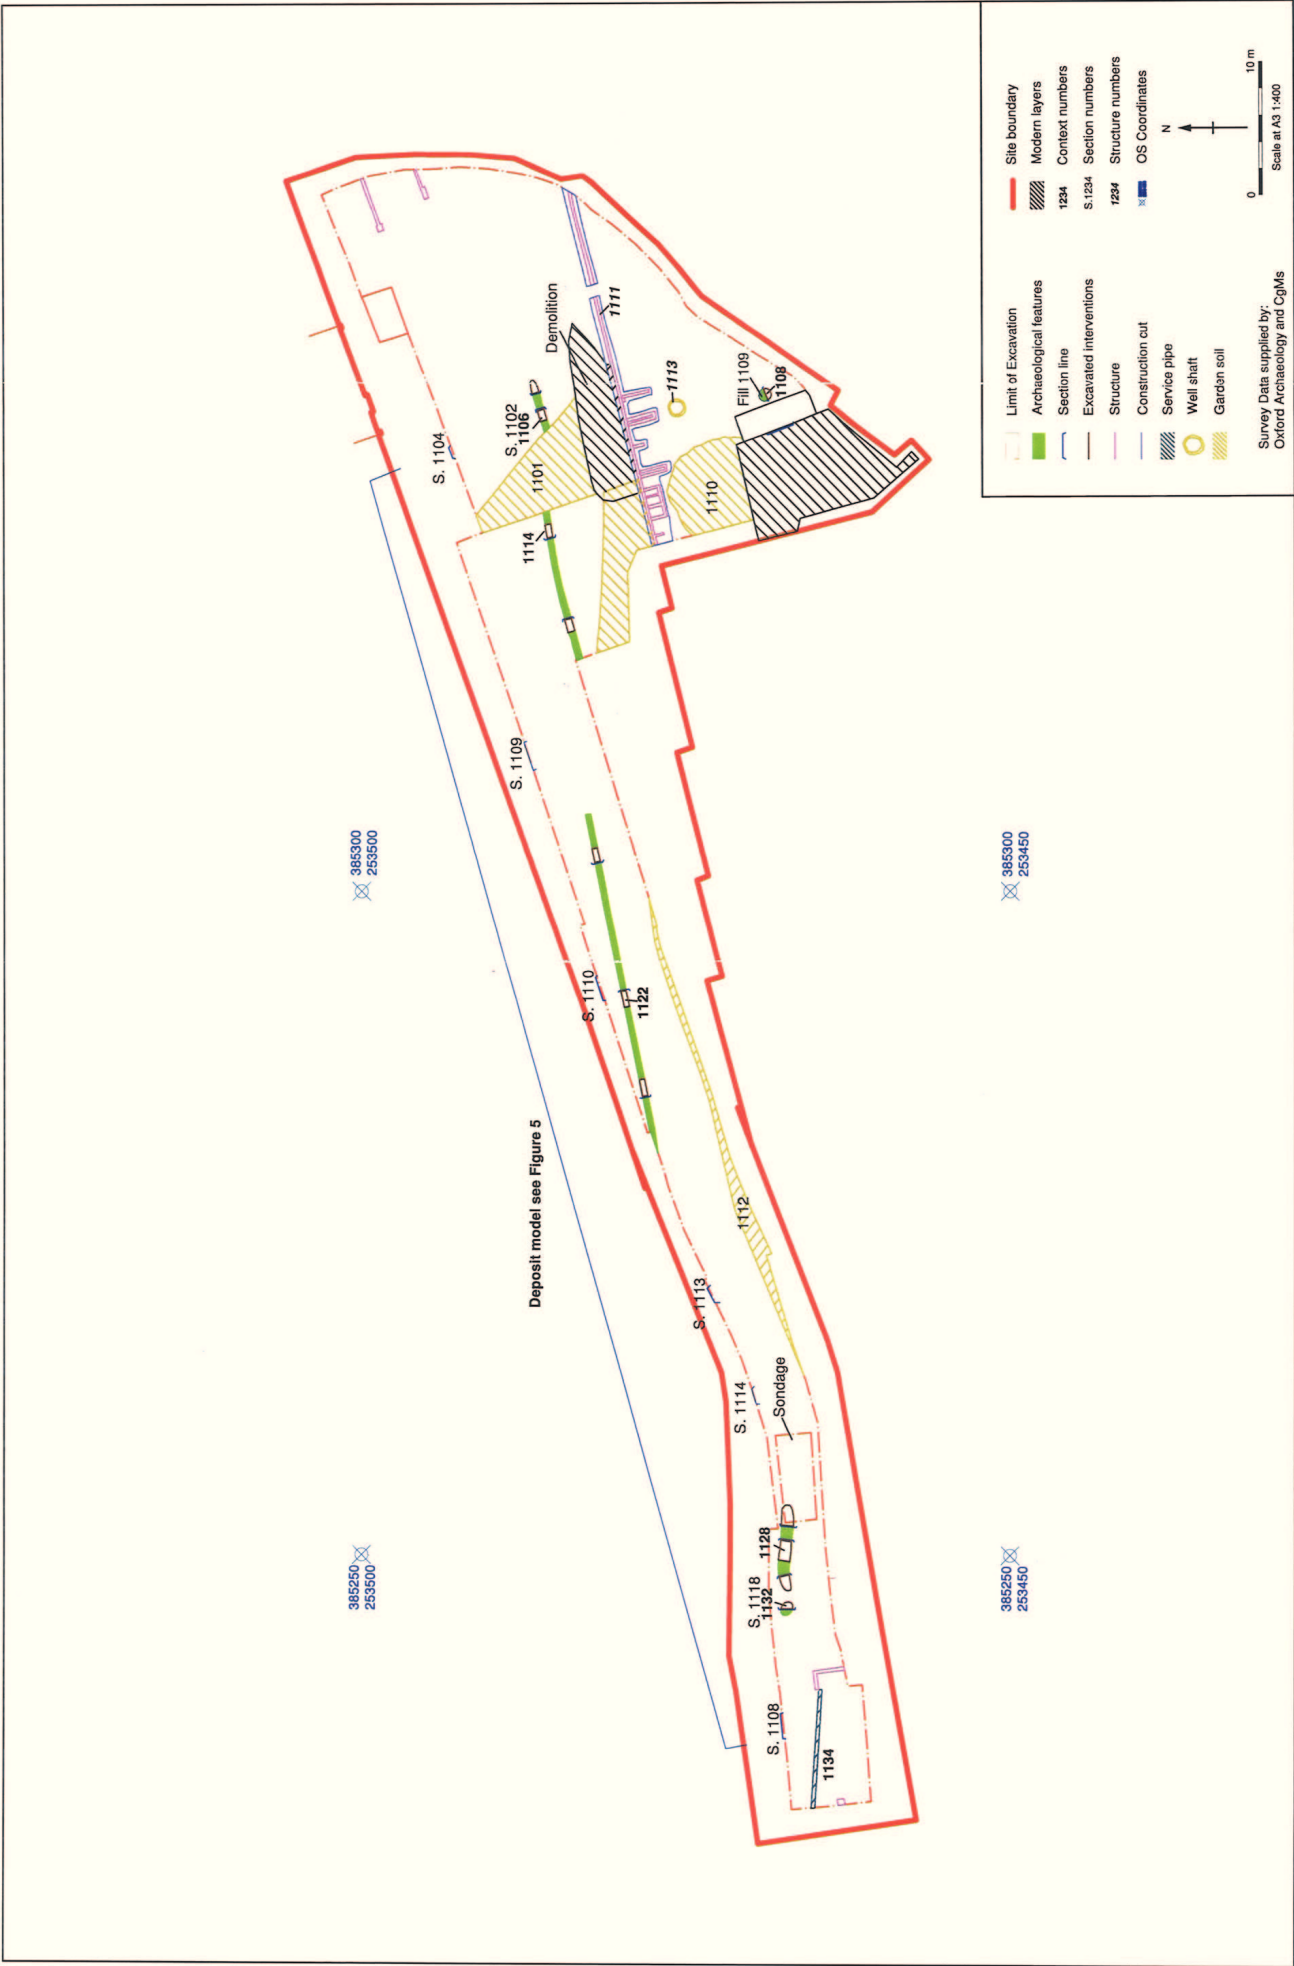 385250
253500
385300
253500
Deposit model see Figure 5
S. 1104
S. 1102
1106
Demolition
1101
1114
S. 1109
1111
1113
Fill 1109
1108
1110
S. 1110
1122
S. 1113
1112
S. 1114
Sondage
1128
S. 1118
1132
S. 1108
1134
385250
253450
385300
253450
Limit of Excavation
Archaeological features
Section line
Excavated interventions
Structure
Construction cut
Service pipe
Well shaft
Garden soil
Site boundary
Modern layers
1234 Context numbers
S.1234 Section numbers
1234 Structure numbers
OS Coordinates
N
0
10 m
Scale at A3 1:400
Survey Data supplied by:
Oxford Archaeology and CgMs